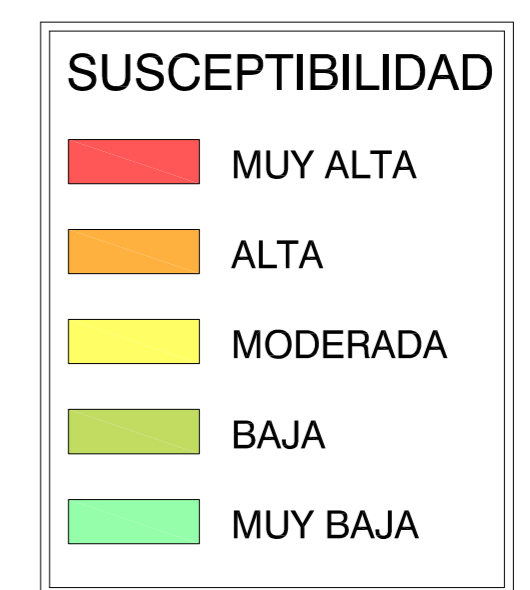 SUSCEPTIBILIDAD
MUY ALTA
ALTA
MODERADA
BAJA
MUY BAJA